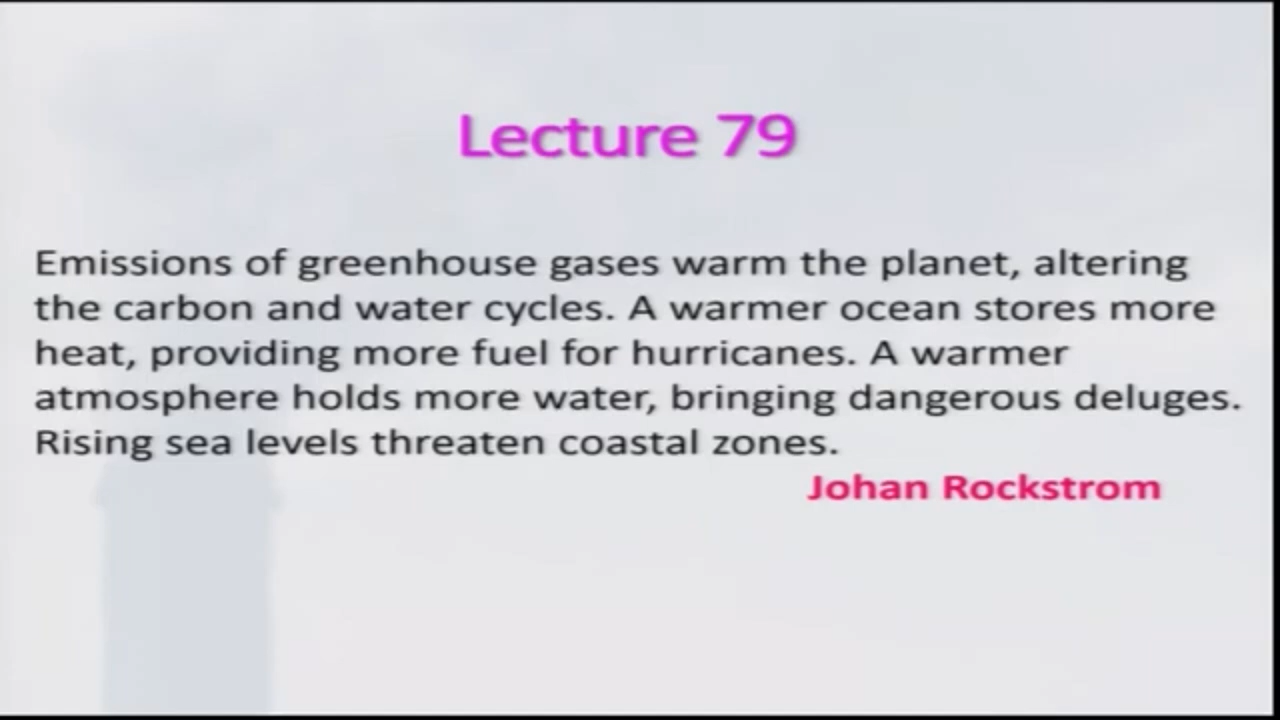 Lecture 79
Emissions of greenhouse gases warm the planet, altering
the carbon and water cycles. A warmer ocean stores more
heat, providing more fuel for hurricanes. A warmer
atmosphere holds more water, bringing dangerous deluges.
Rising sea levels threaten coastal zones.
Johan Rockstrom